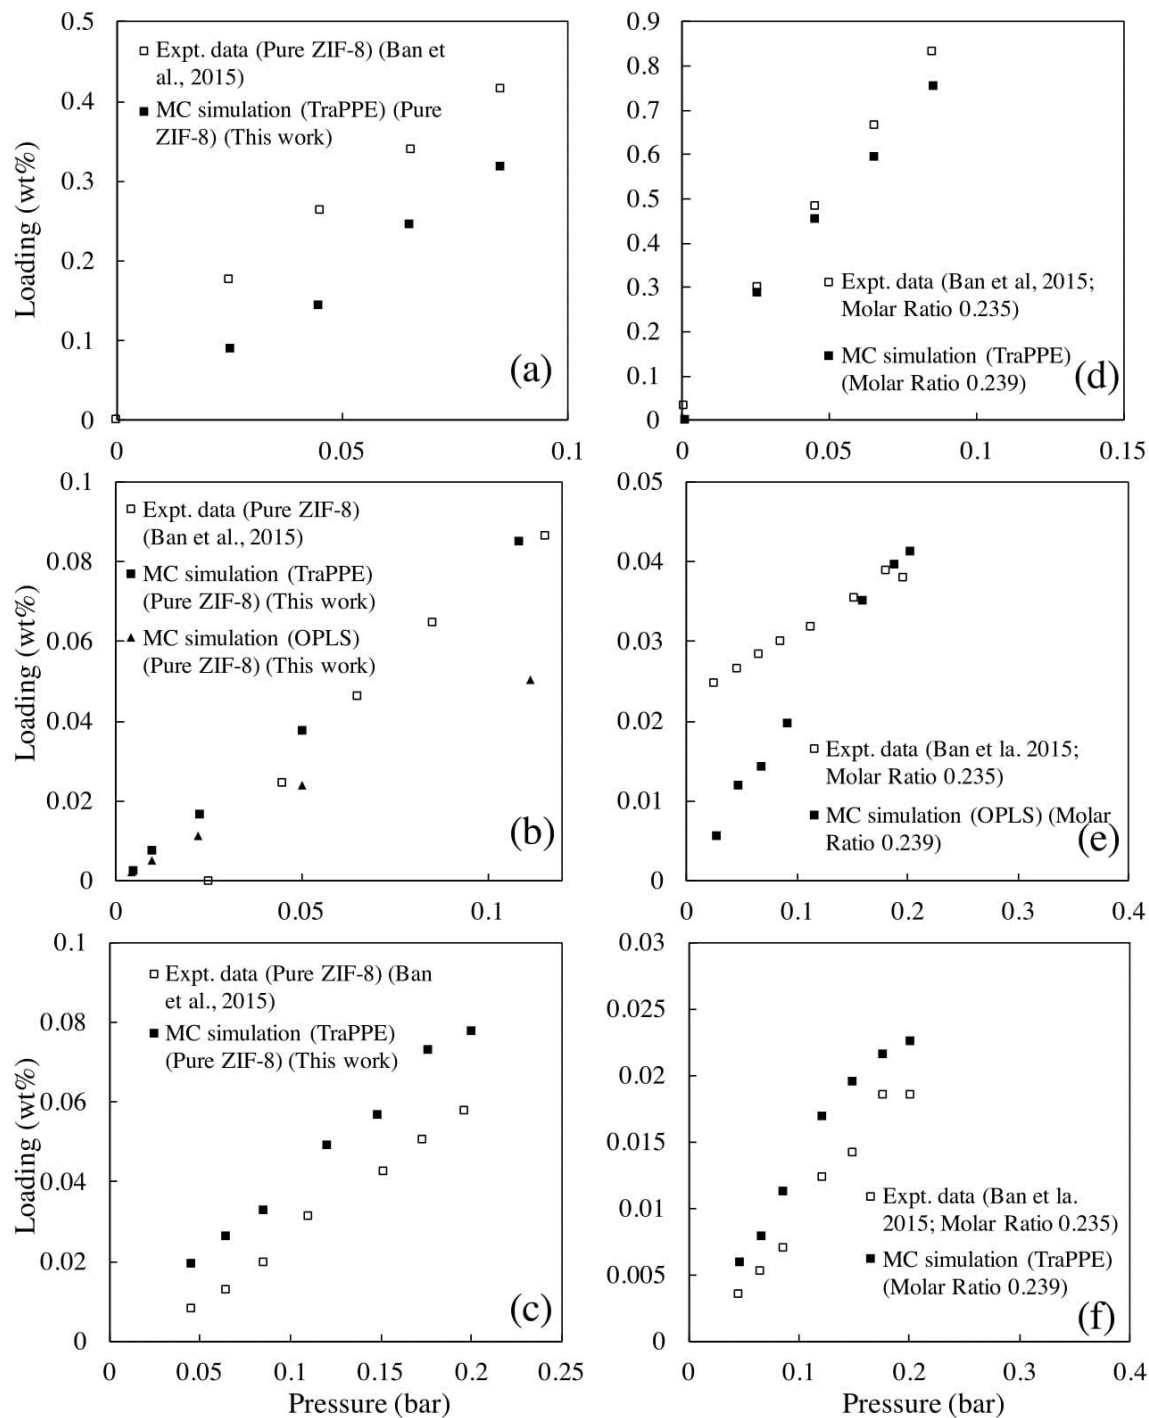 Loading (wt%)
0.5
0.4
0.3
0.2
0.1
0
Expt. data (Pure ZIF-8) (Ban et
al., 2015)
MC simulation (TraPPE) (Pure
ZIF-8) (This work)
(a)
0
0.05
0.1
0.9
0.8
0.7
0.6
0.5
0.4
0.3
0.2
0.1
0
Expt. data (Ban et al, 2015;
Molar Ratio 0.235)
MC simulation (TraPPE)
(Molar Ratio 0.239)
(d)
0
0.05
0.1
0.15
Loading (wt%)
0.1
0.08
0.06
0.04
0.02
0
Expt. data (Pure ZIF-8)
(Ban et al., 2015)
MC simulation (TraPPE)
(Pure ZIF-8) (This work)
MC simulation (OPLS)
(Pure ZIF-8) (This work)
(b)
0
0.05
0.1
0.05
0.04
0.03
0.02
0.01
0
Expt. data (Ban et la. 2015;
Molar Ratio 0.235)
MC simulation (OPLS) (Molar
Ratio 0.239)
(e)
0
0.1
0.2
0.3
0.4
Loading (wt%)
0.1
0.08
0.06
0.04
0.02
0
Expt. data (Pure ZIF-8) (Ban
et al., 2015)
MC simulation (TraPPE)
(Pure ZIF-8) (This work)
(c)
0
0.05
0.1
0.15
0.2
0.25
Pressure (bar)
0.03
0.025
0.02
0.015
0.01
0.005
0
Expt. data (Ban et la.
2015; Molar Ratio 0.235)
MC simulation (TraPPE)
(Molar Ratio 0.239)
(f)
0
0.1
0.2
0.3
0.4
Pressure (bar)